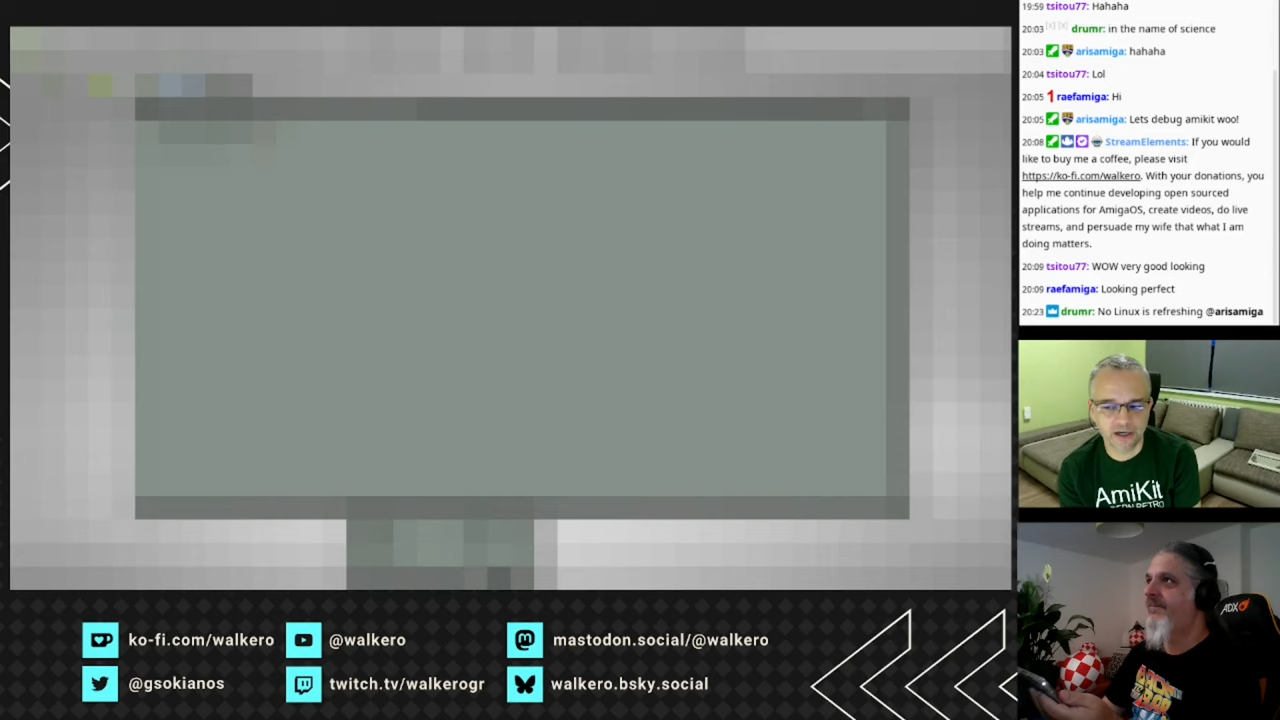 19:59 tsitou77: Hahaha
20:03 drumr: in the name of science
20:03 arisamiga: hahaha
20:04 tsitou77: Lol
20:05 1 raefamiga: Hi
20:05 arisamiga: Lets debug amikit woo!
20:08 StreamElements: If you would
like to buy me a coffee, please visit
https://ko-fi.com/walkero. With your donations, you
help me continue developing open sourced
applications for AmigaOS, create videos, do live
streams, and persuade my wife that what I am
doing matters.
20:09 tsitou77: WOW very good looking
20:09 raefamiga: Looking perfect
20:23 drumr: No Linux is refreshing @arisamiga
AmiKit
ADX
ko-fi.com/walkero
@walkero
mastodon.social/@walkero
@gsokianos
twitch.tv/walkerogr
walkero.bsky.social